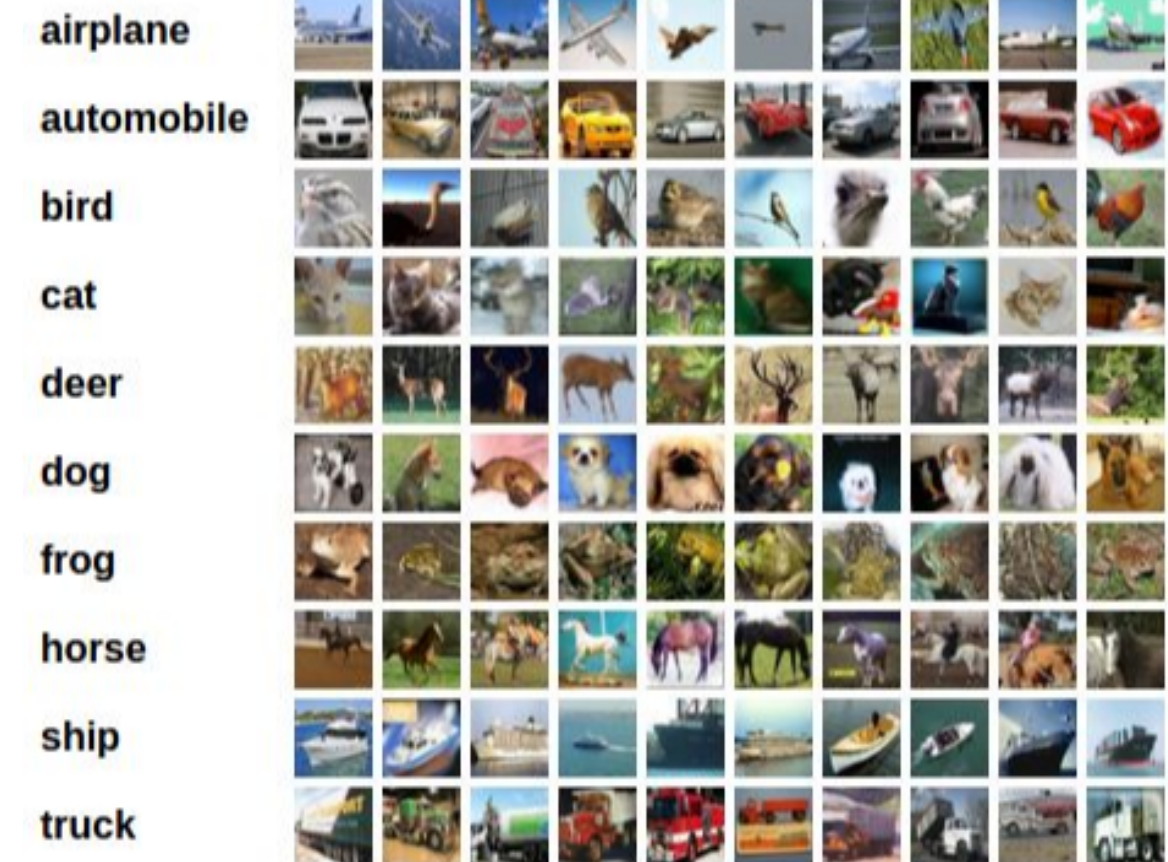 airplane
automobile
bird
cat
deer
dog
frog
horse
ship
truck